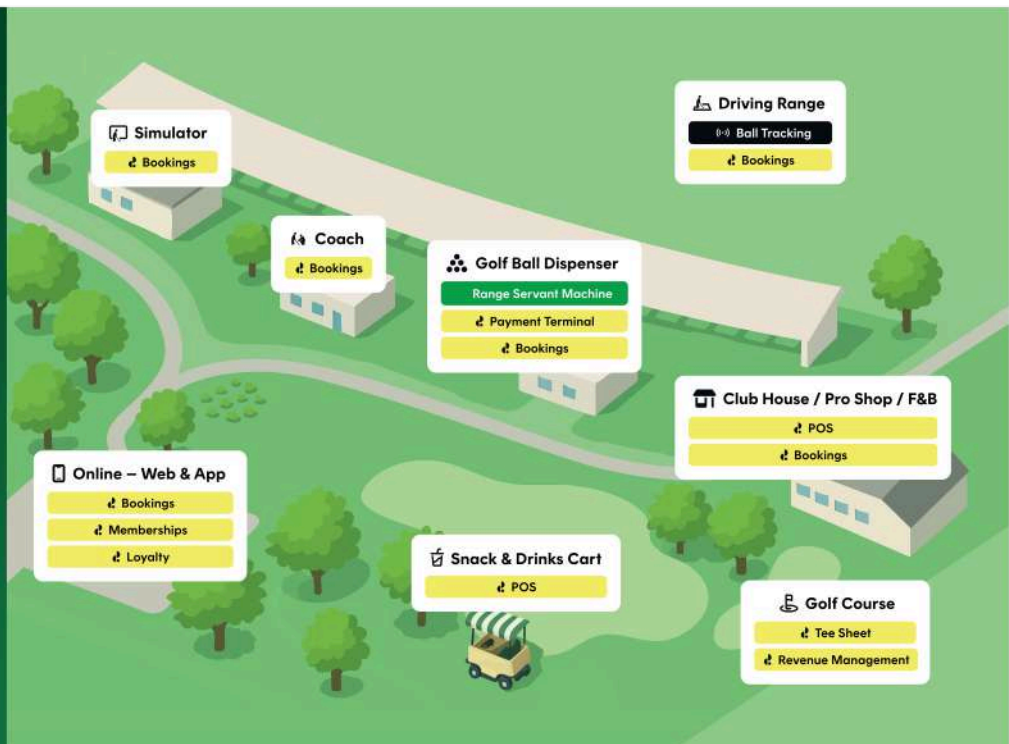 Simulator
Bookings
Driving Range
Ball Tracking
Bookings
Coach
Bookings
Golf Ball Dispenser
Range Servant Machine
Payment Terminal
Bookings
Club House / Pro Shop / F&B
POS
Bookings
Online – Web & App
Bookings
Memberships
Loyalty
Snack & Drinks Cart
POS
Golf Course
Tee Sheet
Revenue Management